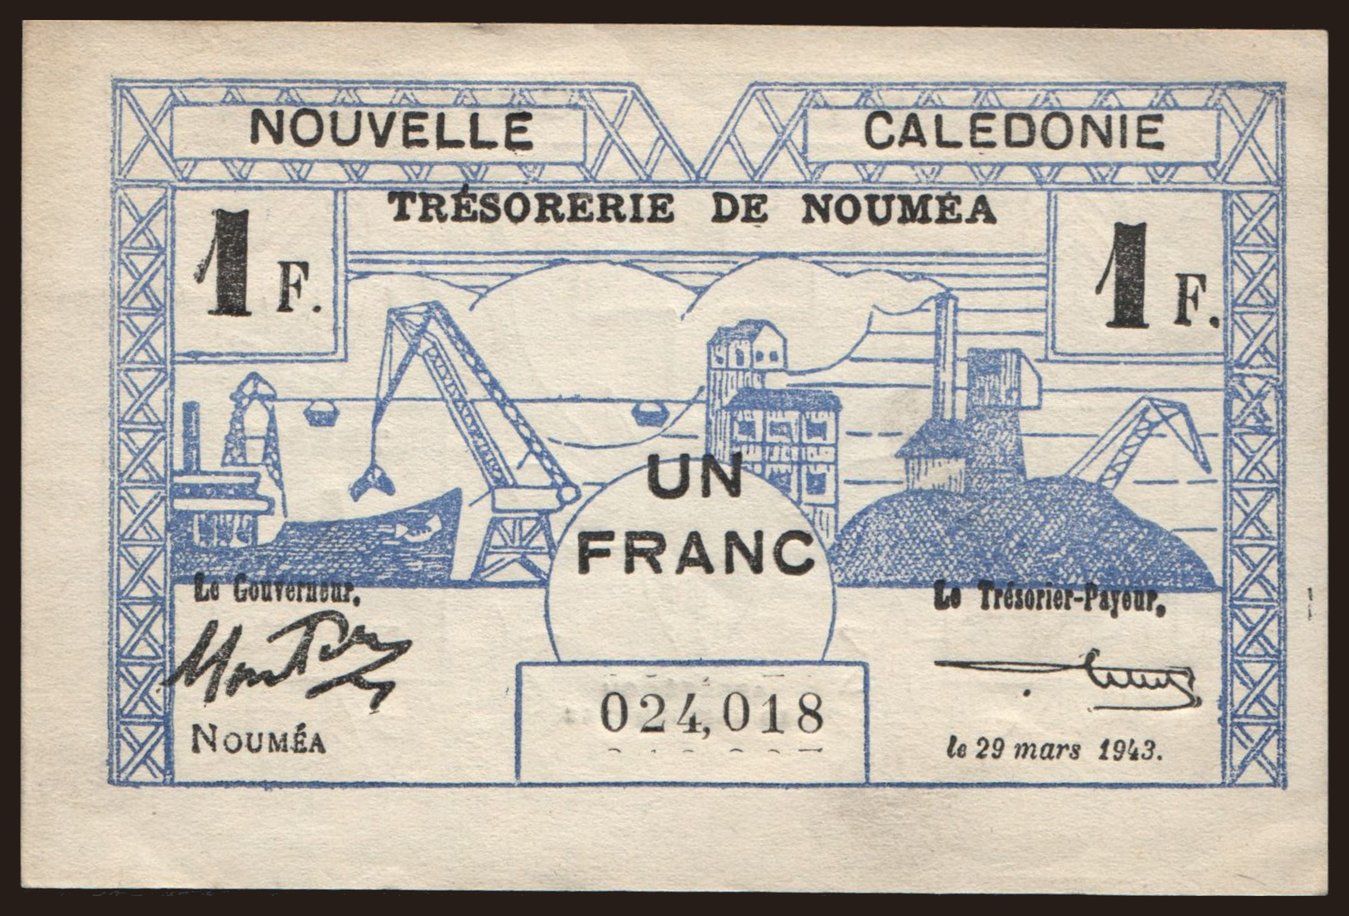 NOUVELLE CALEDONIE
TRÉSORERIE DE NOUMÉA
1 F.
1 F.
UN
FRANC
Le Gouverneur,
Le Trésorier-Payeur,
024,018
NOUMÉA
le 29 mars 1943.